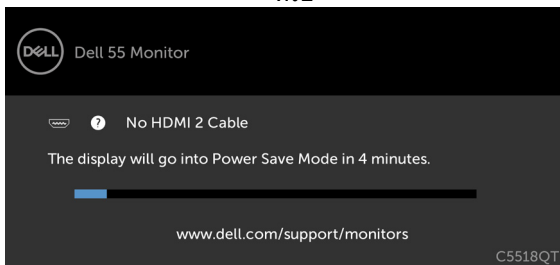 DELL
Dell 55 Monitor
? No HDMI 2 Cable
The display will go into Power Save Mode in 4 minutes.
www.dell.com/support/monitors
C5518QT